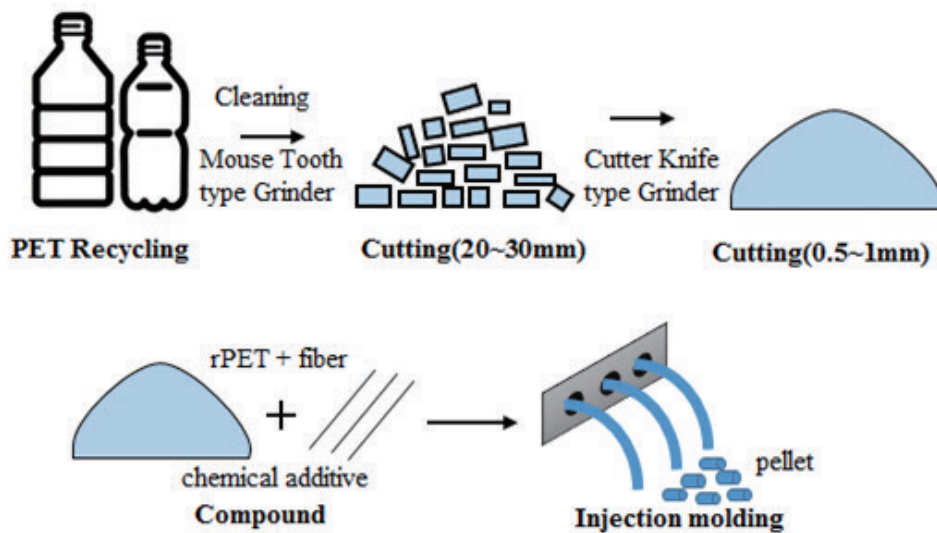 Cleaning
Mouse Tooth
type Grinder
Cutter Knife
type Grinder
PET Recycling
Cutting(20~30mm)
Cutting(0.5~1mm)
rPET + fiber
+
chemical additive
Compound
pellet
Injection molding